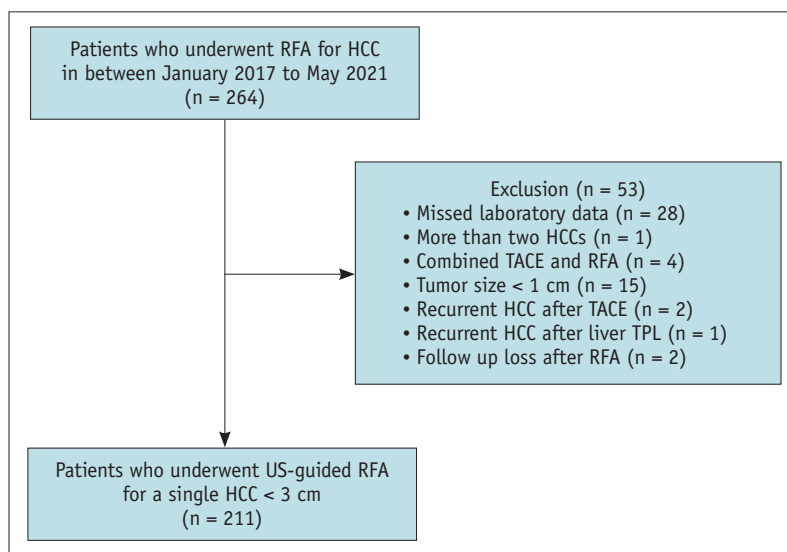 Patients who underwent RFA for HCC
in between January 2017 to May 2021
(n = 264)
Exclusion (n = 53)
• Missed laboratory data (n = 28)
• More than two HCCs (n = 1)
• Combined TACE and RFA (n = 4)
• Tumor size < 1 cm (n = 15)
• Recurrent HCC after TACE (n = 2)
• Recurrent HCC after liver TPL (n = 1)
• Follow up loss after RFA (n = 2)
Patients who underwent US-guided RFA
for a single HCC < 3 cm
(n = 211)